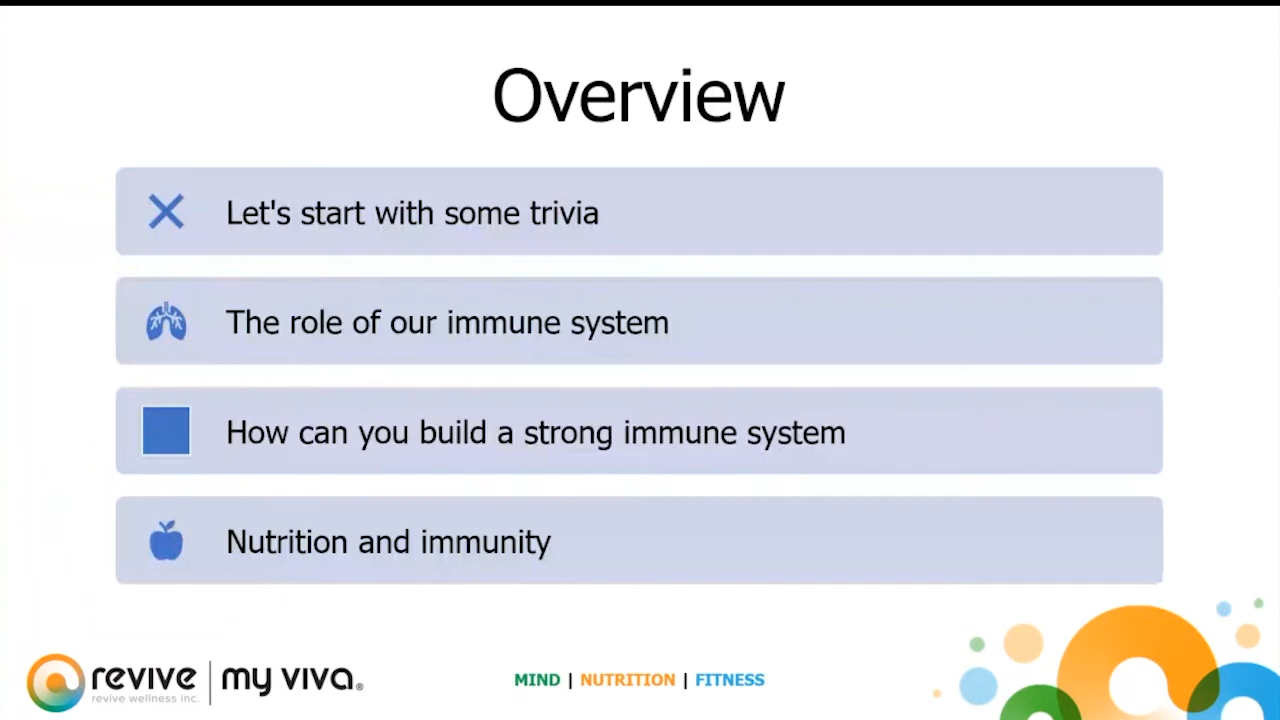 Overview
Let's start with some trivia
The role of our immune system
How can you build a strong immune system
Nutrition and immunity
revive | my viva®
revive wellness inc.
MIND | NUTRITION | FITNESS